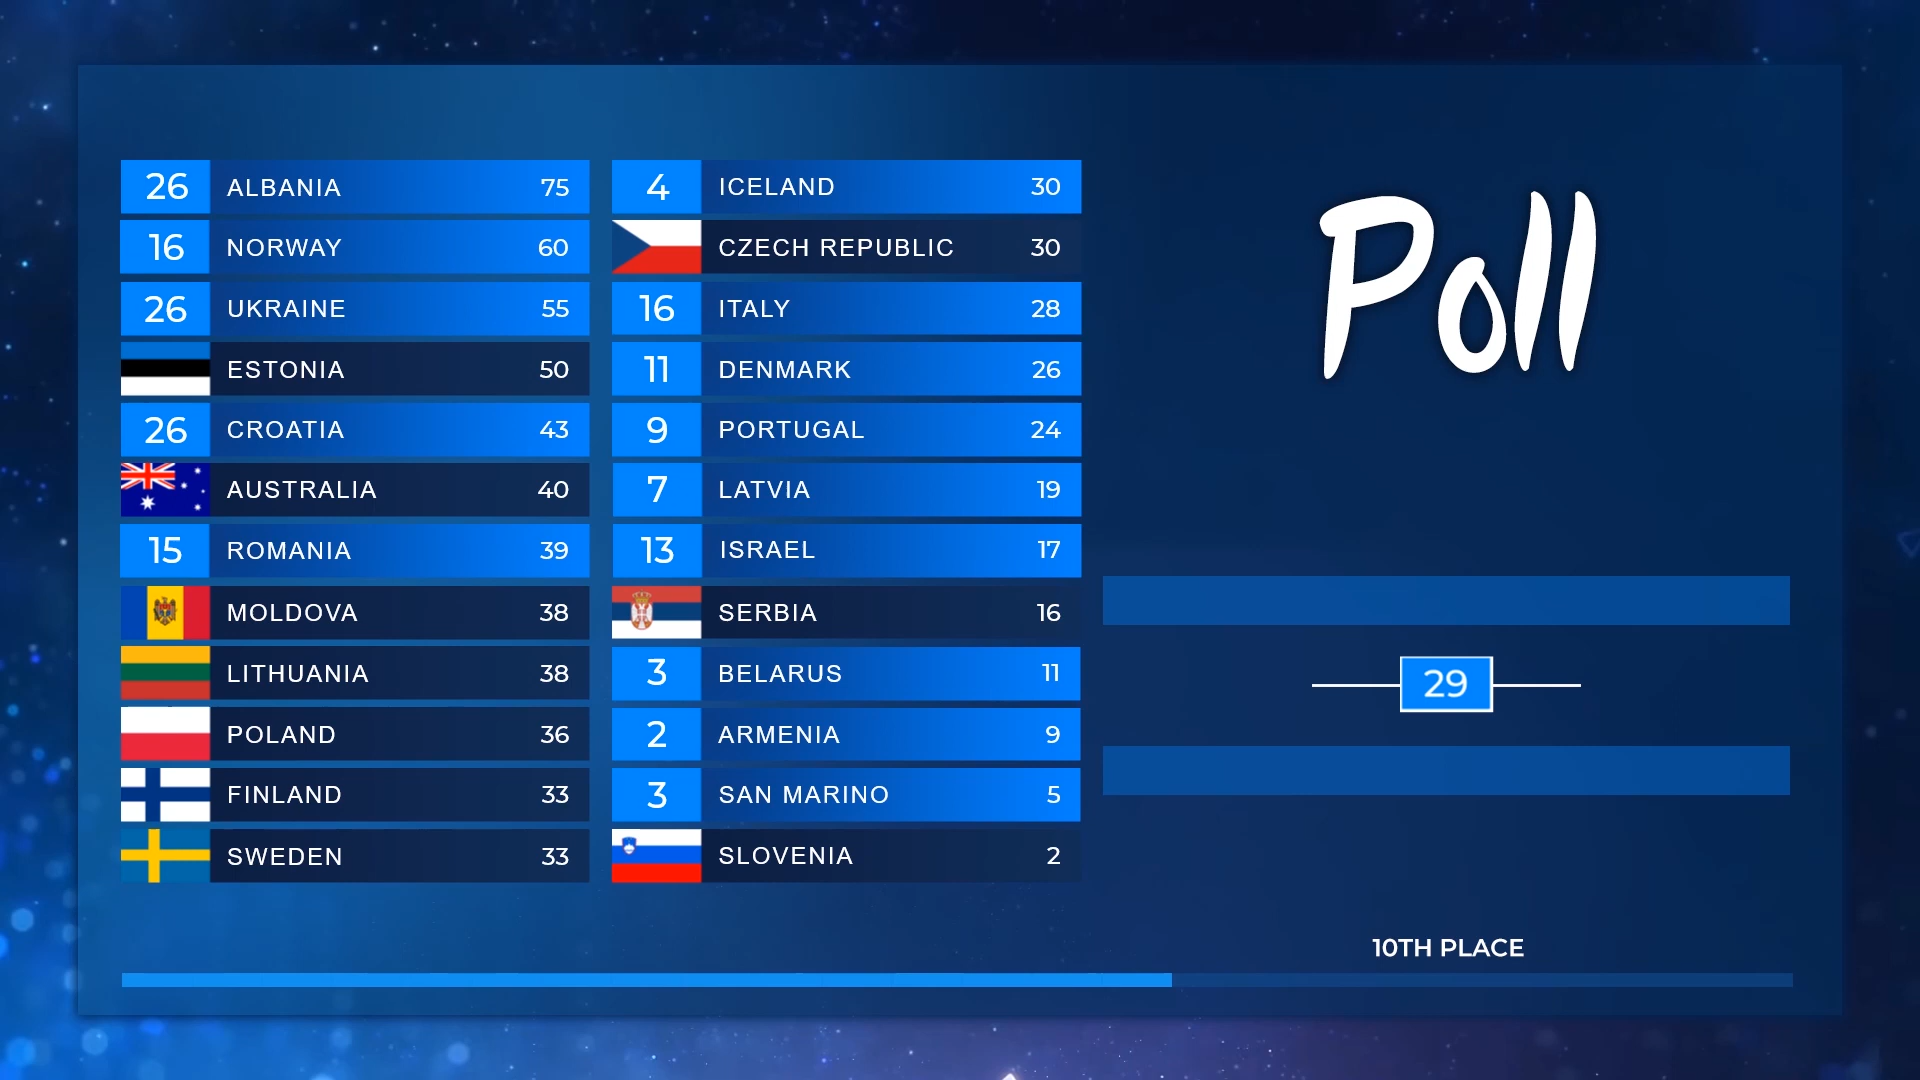 26 ALBANIA 75
16 NORWAY 60
26 UKRAINE 55
ESTONIA 50
26 CROATIA 43
AUSTRALIA 40
15 ROMANIA 39
MOLDOVA 38
LITHUANIA 38
POLAND 36
FINLAND 33
SWEDEN 33
4 ICELAND 30
CZECH REPUBLIC 30
16 ITALY 28
11 DENMARK 26
9 PORTUGAL 24
7 LATVIA 19
13 ISRAEL 17
SERBIA 16
3 BELARUS 11
2 ARMENIA 9
3 SAN MARINO 5
SLOVENIA 2
Poll
29
10TH PLACE